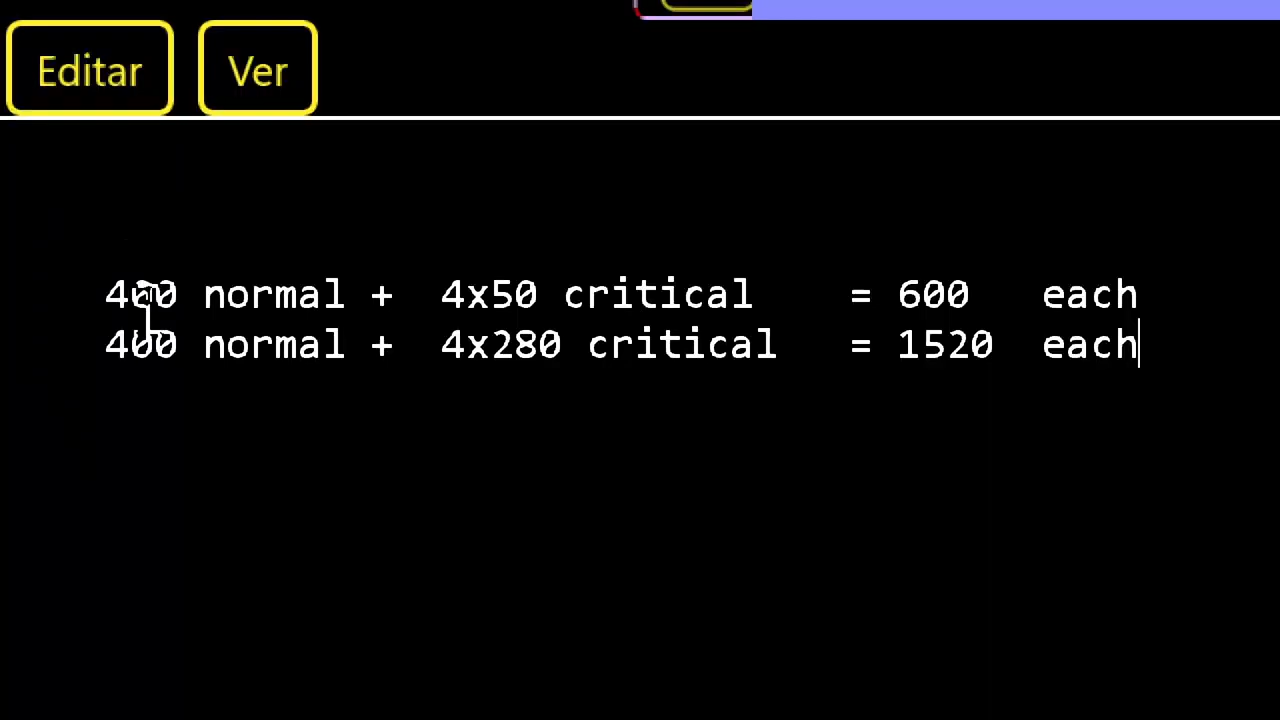 Editar Ver
400 normal +  4x50 critical    = 600   each
400 normal +  4x280 critical   = 1520  each